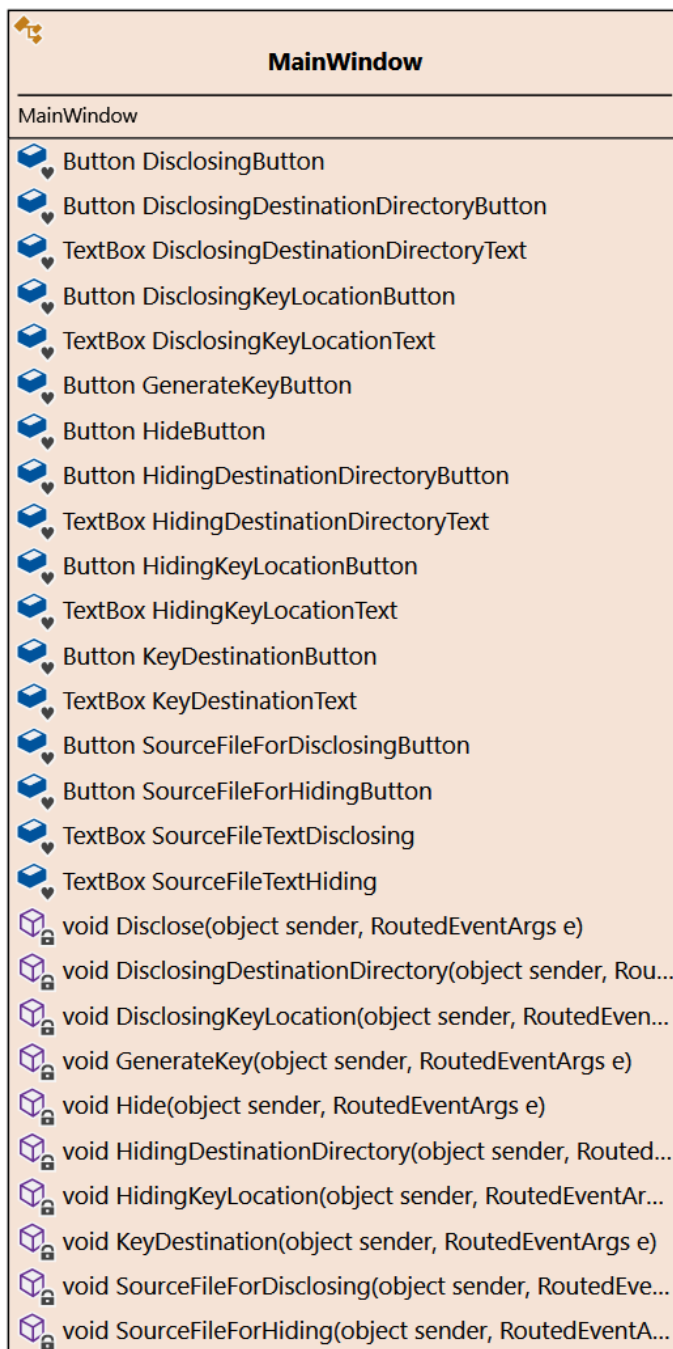 MainWindow
MainWindow
Button DisclosingButton
Button DisclosingDestinationDirectoryButton
TextBox DisclosingDestinationDirectoryText
Button DisclosingKeyLocationButton
TextBox DisclosingKeyLocationText
Button GenerateKeyButton
Button HideButton
Button HidingDestinationDirectoryButton
TextBox HidingDestinationDirectoryText
Button HidingKeyLocationButton
TextBox HidingKeyLocationText
Button KeyDestinationButton
TextBox KeyDestinationText
Button SourceFileForDisclosingButton
Button SourceFileForHidingButton
TextBox SourceFileTextDisclosing
TextBox SourceFileTextHiding
void Disclose(object sender, RoutedEventArgs e)
void DisclosingDestinationDirectory(object sender, Rou...
void DisclosingKeyLocation(object sender, RoutedEven...
void GenerateKey(object sender, RoutedEventArgs e)
void Hide(object sender, RoutedEventArgs e)
void HidingDestinationDirectory(object sender, Routed...
void HidingKeyLocation(object sender, RoutedEventAr...
void KeyDestination(object sender, RoutedEventArgs e)
void SourceFileForDisclosing(object sender, RoutedEve...
void SourceFileForHiding(object sender, RoutedEventA...